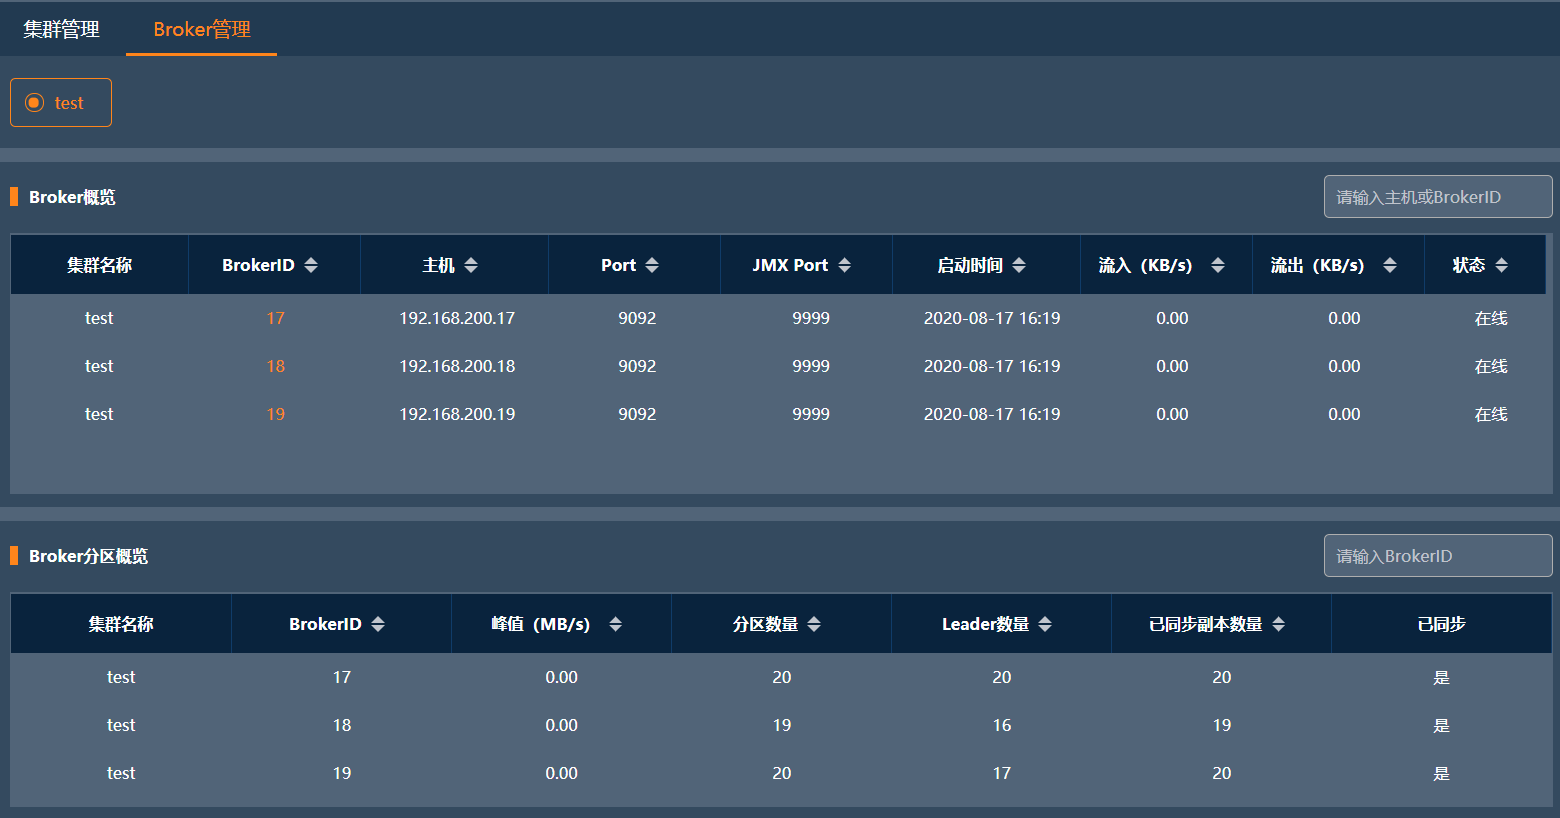 集群管理 Broker管理
test
Broker概览 请输入主机或BrokerID
集群名称 BrokerID 主机 Port JMX Port 启动时间 流入（KB/s） 流出（KB/s） 状态
test 17 192.168.200.17 9092 9999 2020-08-17 16:19 0.00 0.00 在线
test 18 192.168.200.18 9092 9999 2020-08-17 16:19 0.00 0.00 在线
test 19 192.168.200.19 9092 9999 2020-08-17 16:19 0.00 0.00 在线
Broker分区概览 请输入BrokerID
集群名称 BrokerID 峰值（MB/s） 分区数量 Leader数量 已同步副本数量 已同步
test 17 0.00 20 20 20 是
test 18 0.00 19 16 19 是
test 19 0.00 20 17 20 是